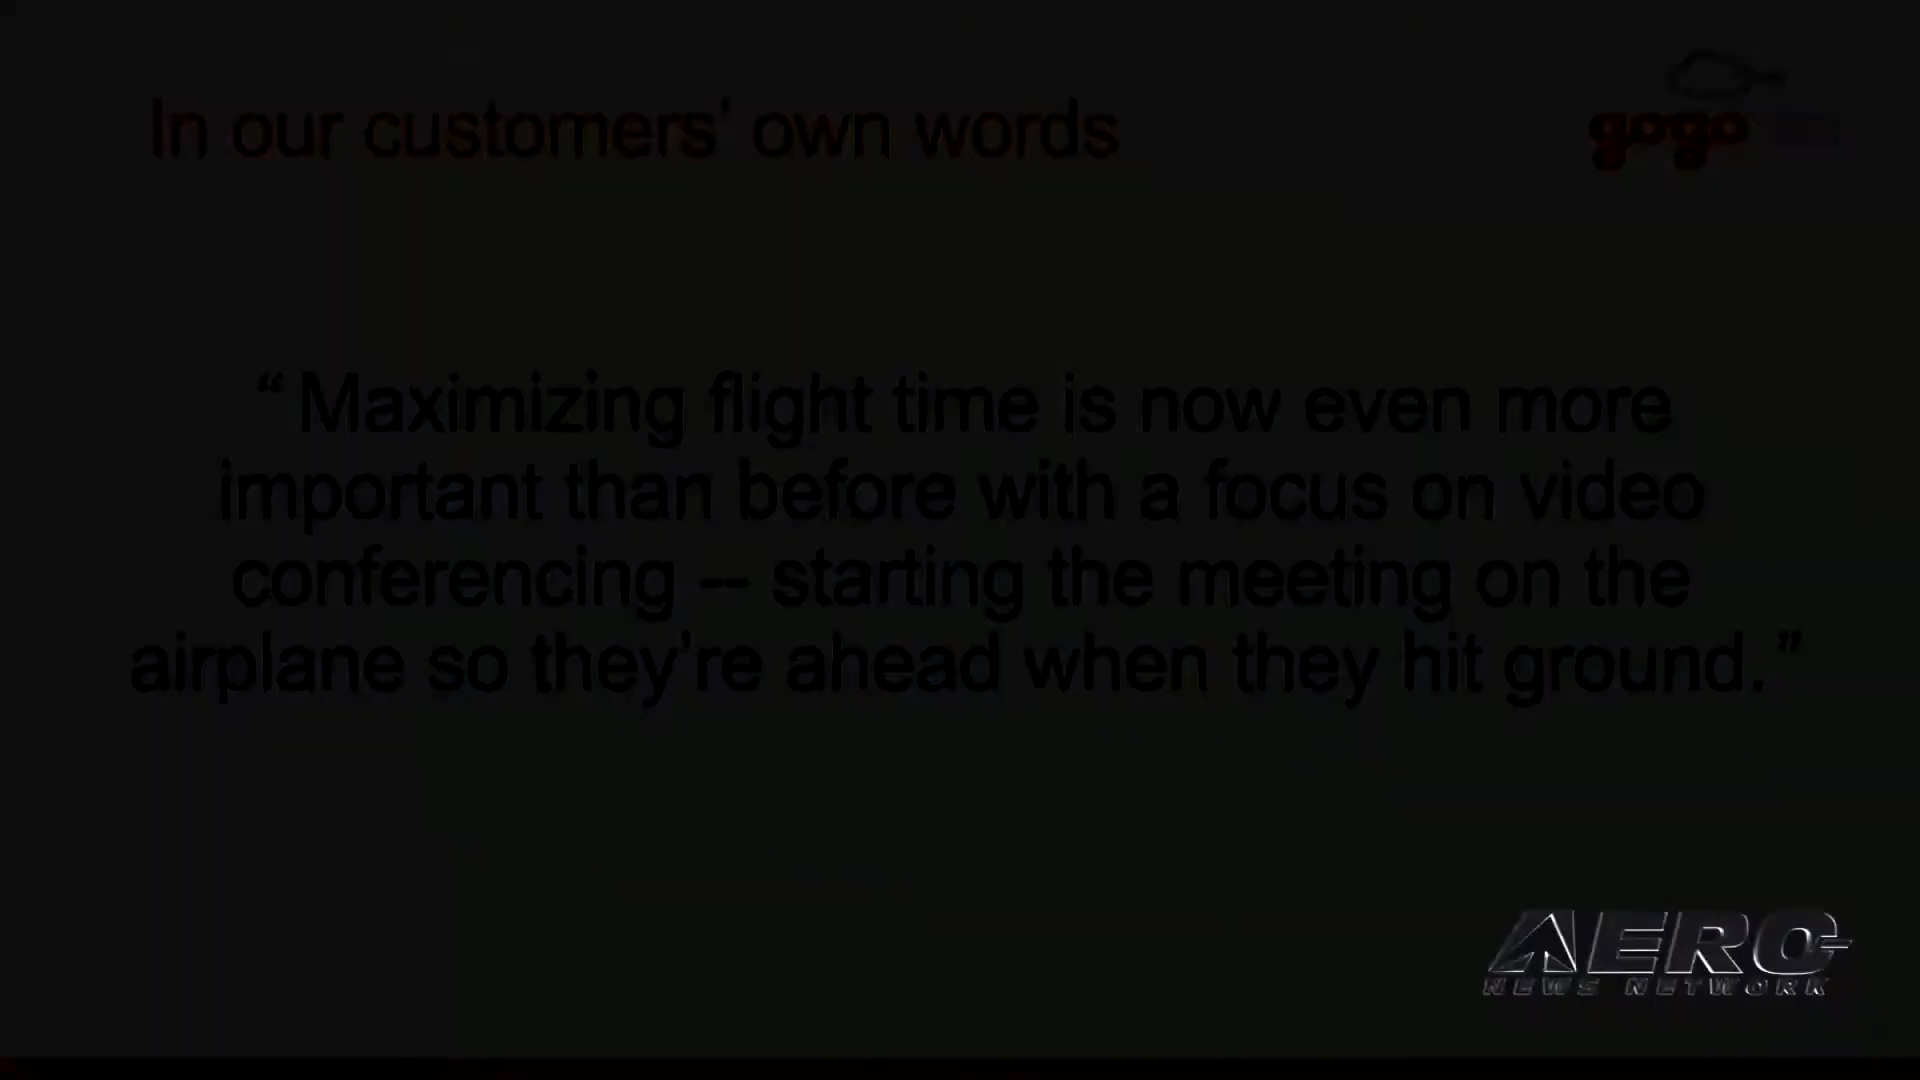 In our customers' own words
gogo
“ Maximizing flight time is now even more
important than before with a focus on video
conferencing -- starting the meeting on the
airplane so they're ahead when they hit ground. ”
AERO
NEWS NETWORK